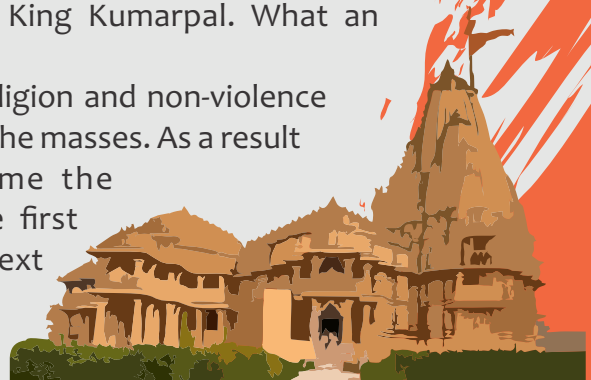 King Kumarpal. What an
ligion and non-violence
he masses. As a result
me the
first
ext